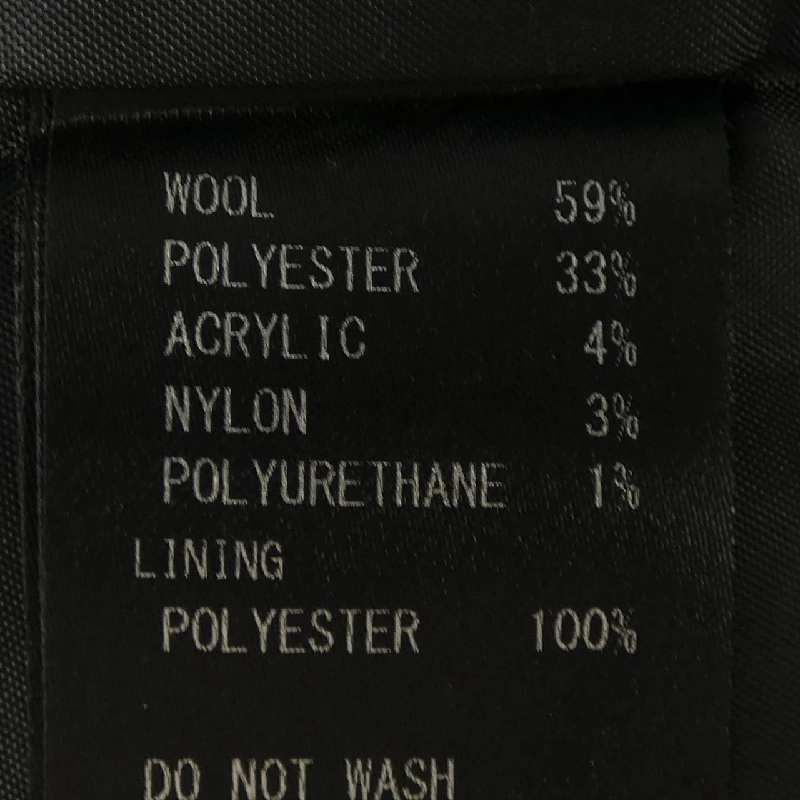 WOOL 59%
POLYESTER 33%
ACRYLIC 4%
NYLON 3%
POLYURETHANE 1%
LINING
POLYESTER 100%
DO NOT WASH